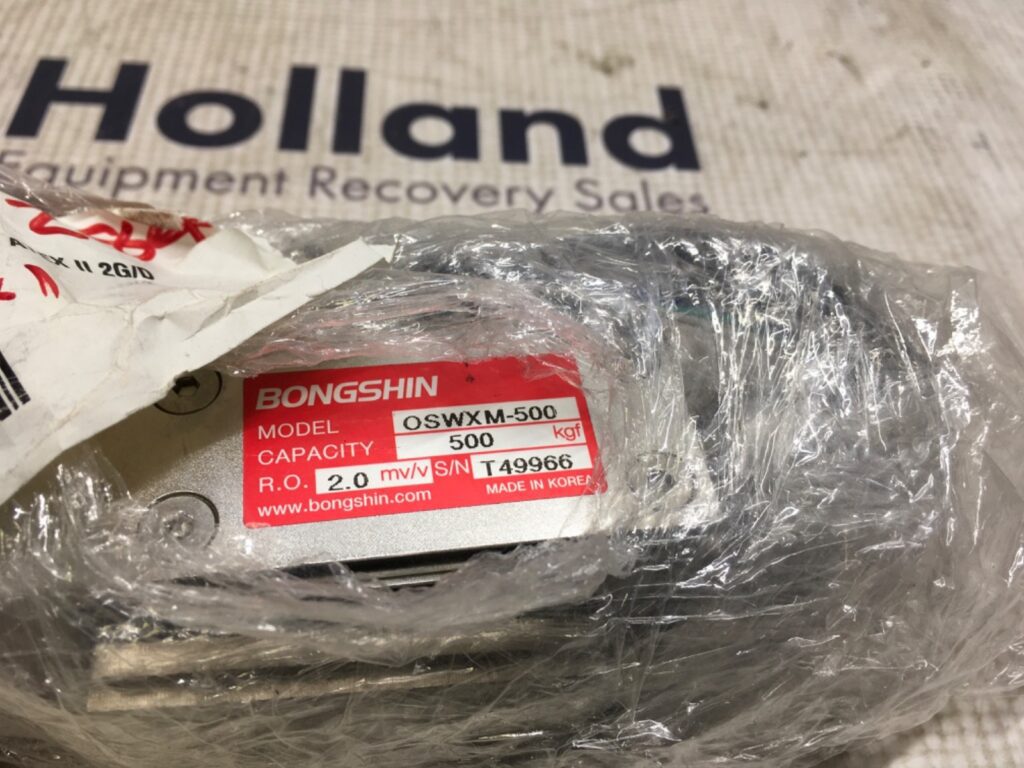 Holland
Equipment Recovery Sales
EX II 2G/D
BONGSHIN
MODEL OSWXM-500
CAPACITY 500 kgf
R.O. 2.0 mv/v S/N T49966
www.bongshin.com MADE IN KOREA